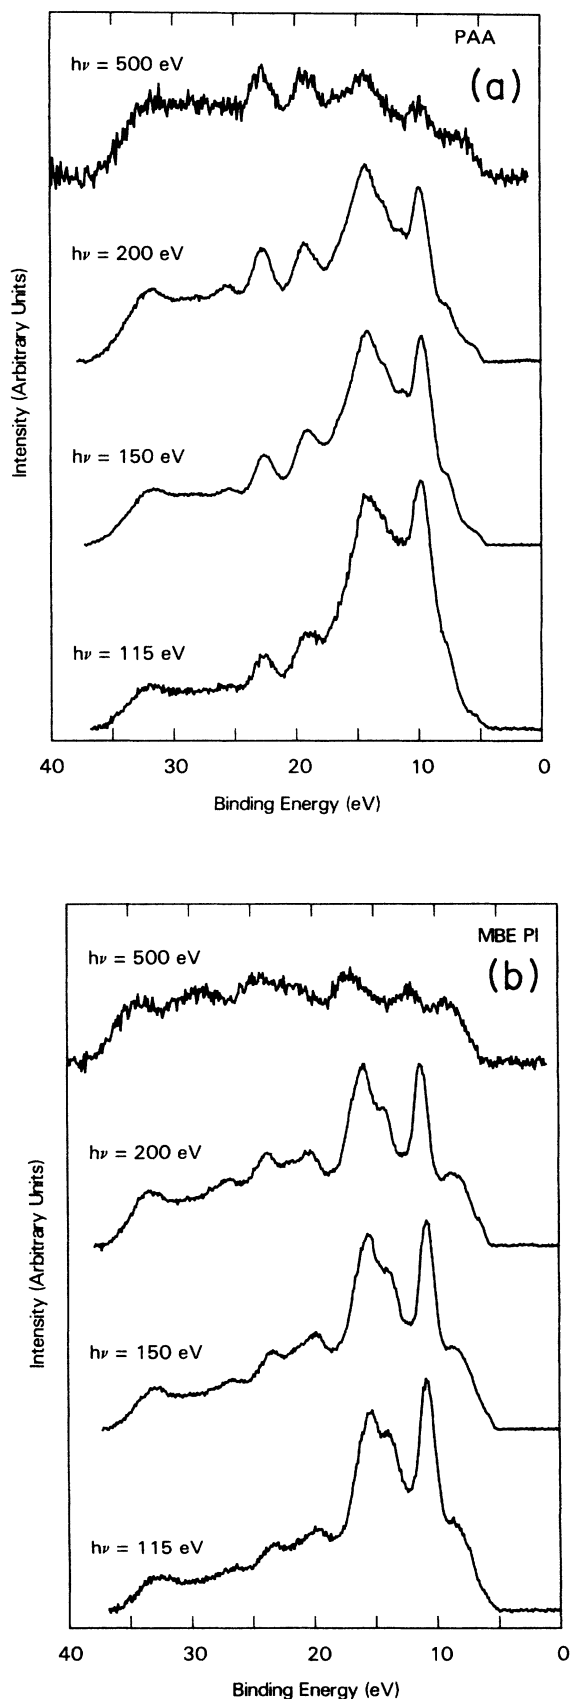 PAA
hν = 500 eV
(a)
hν = 200 eV
hν = 150 eV
hν = 115 eV
Intensity (Arbitrary Units)
40 30 20 10 0
Binding Energy (eV)
MBE PI
hν = 500 eV
(b)
hν = 200 eV
hν = 150 eV
hν = 115 eV
Intensity (Arbitrary Units)
40 30 20 10 0
Binding Energy (eV)